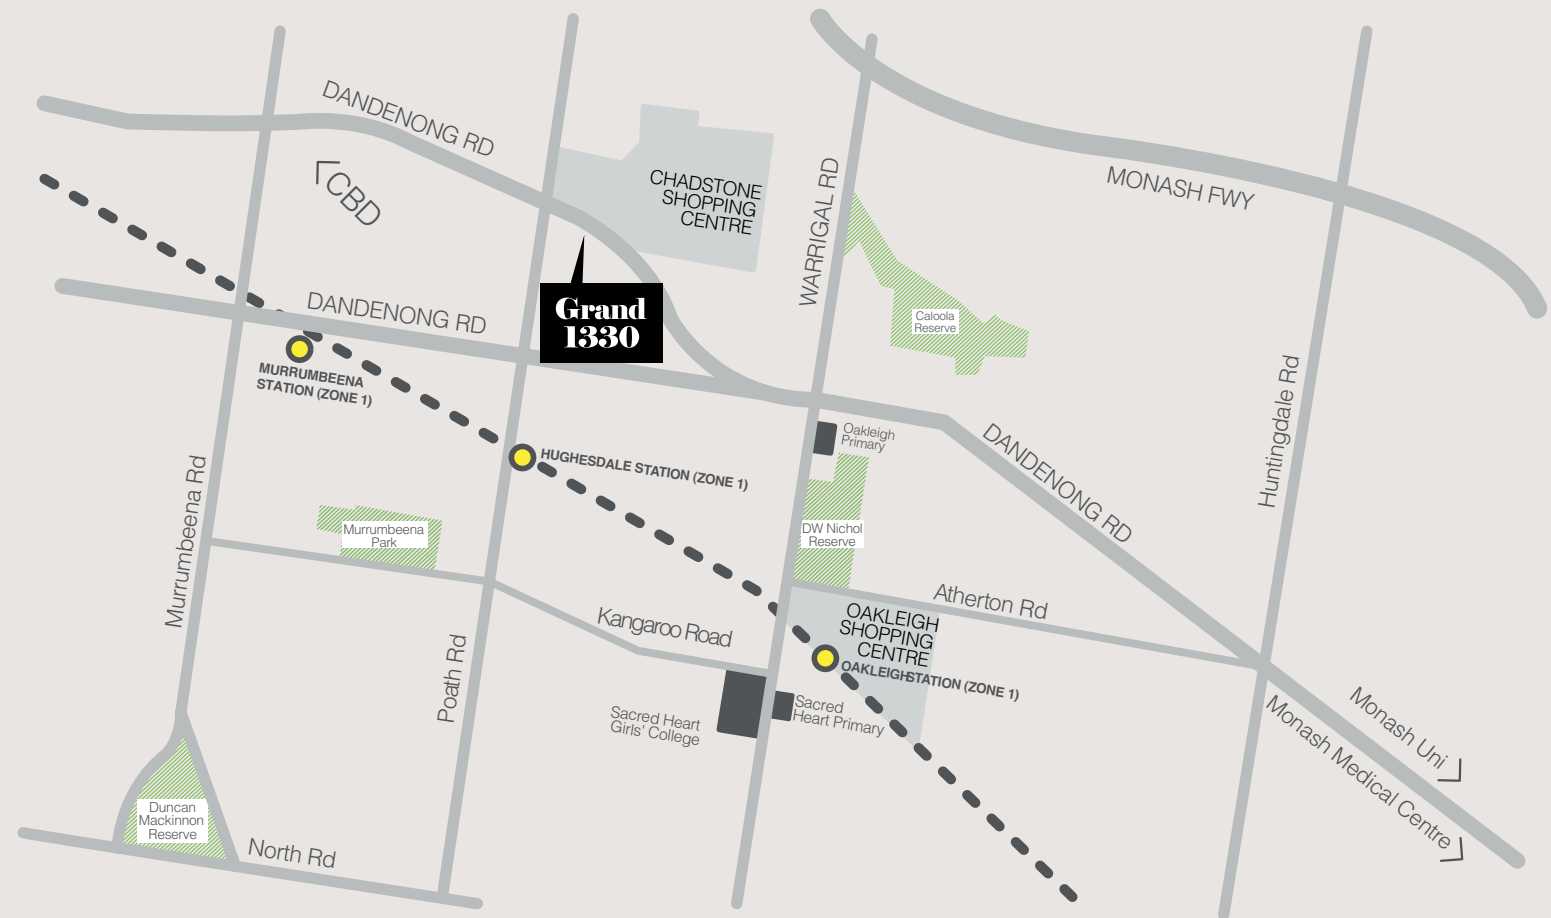 DANDENONG RD
CBD
CHADSTONE
SHOPPING
CENTRE
WARRIGAL RD
MONASH FWY
DANDENONG RD
Grand
1330
Caloola
Reserve
MURRUMBEENA
STATION (ZONE 1)
Huntingdale Rd
Oakleigh
Primary
HUGHESDALE STATION (ZONE 1)
DANDENONG RD
Murrumbeena Rd
Murrumbeena
Park
DW Nichol
Reserve
Atherton Rd
Kangaroo Road
OAKLEIGH
SHOPPING
CENTRE
OAKLEIGH STATION (ZONE 1)
Poath Rd
Sacred Heart
Girls' College
Sacred
Heart Primary
Monash Uni
Monash Medical Centre
Duncan
Mackinnon
Reserve
North Rd